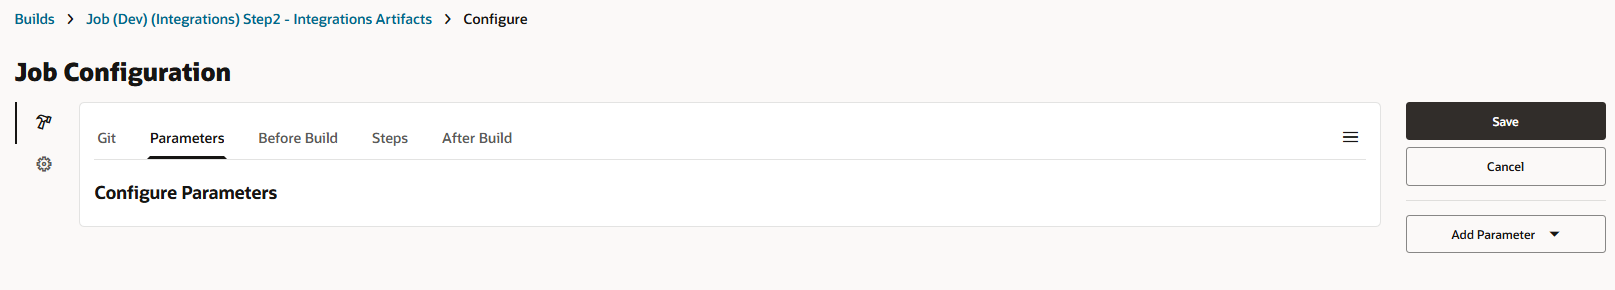 Builds > Job (Dev) (Integrations) Step2 - Integrations Artifacts > Configure
Job Configuration
Git Parameters Before Build Steps After Build
Configure Parameters
Save
Cancel
Add Parameter